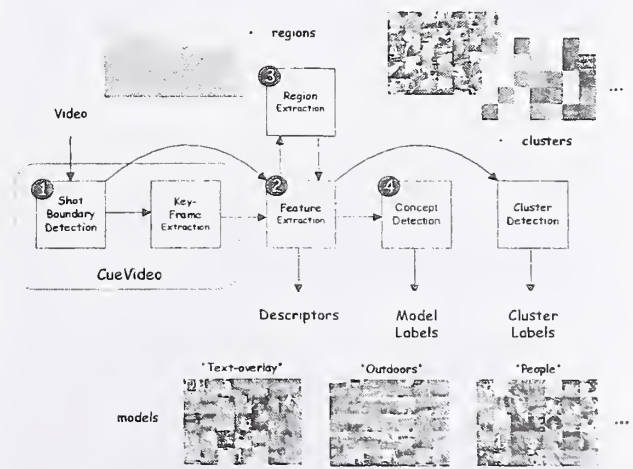 • regions
3
Region
Extraction
...
• clusters
Video
1
Shot
Boundary
Detection
Key-
Frame
Extraction
2
Feature
Extraction
4
Concept
Detection
Cluster
Detection
CueVideo
Descriptors
Model
Labels
Cluster
Labels
"Text-overlay"
"Outdoors"
"People"
models
...